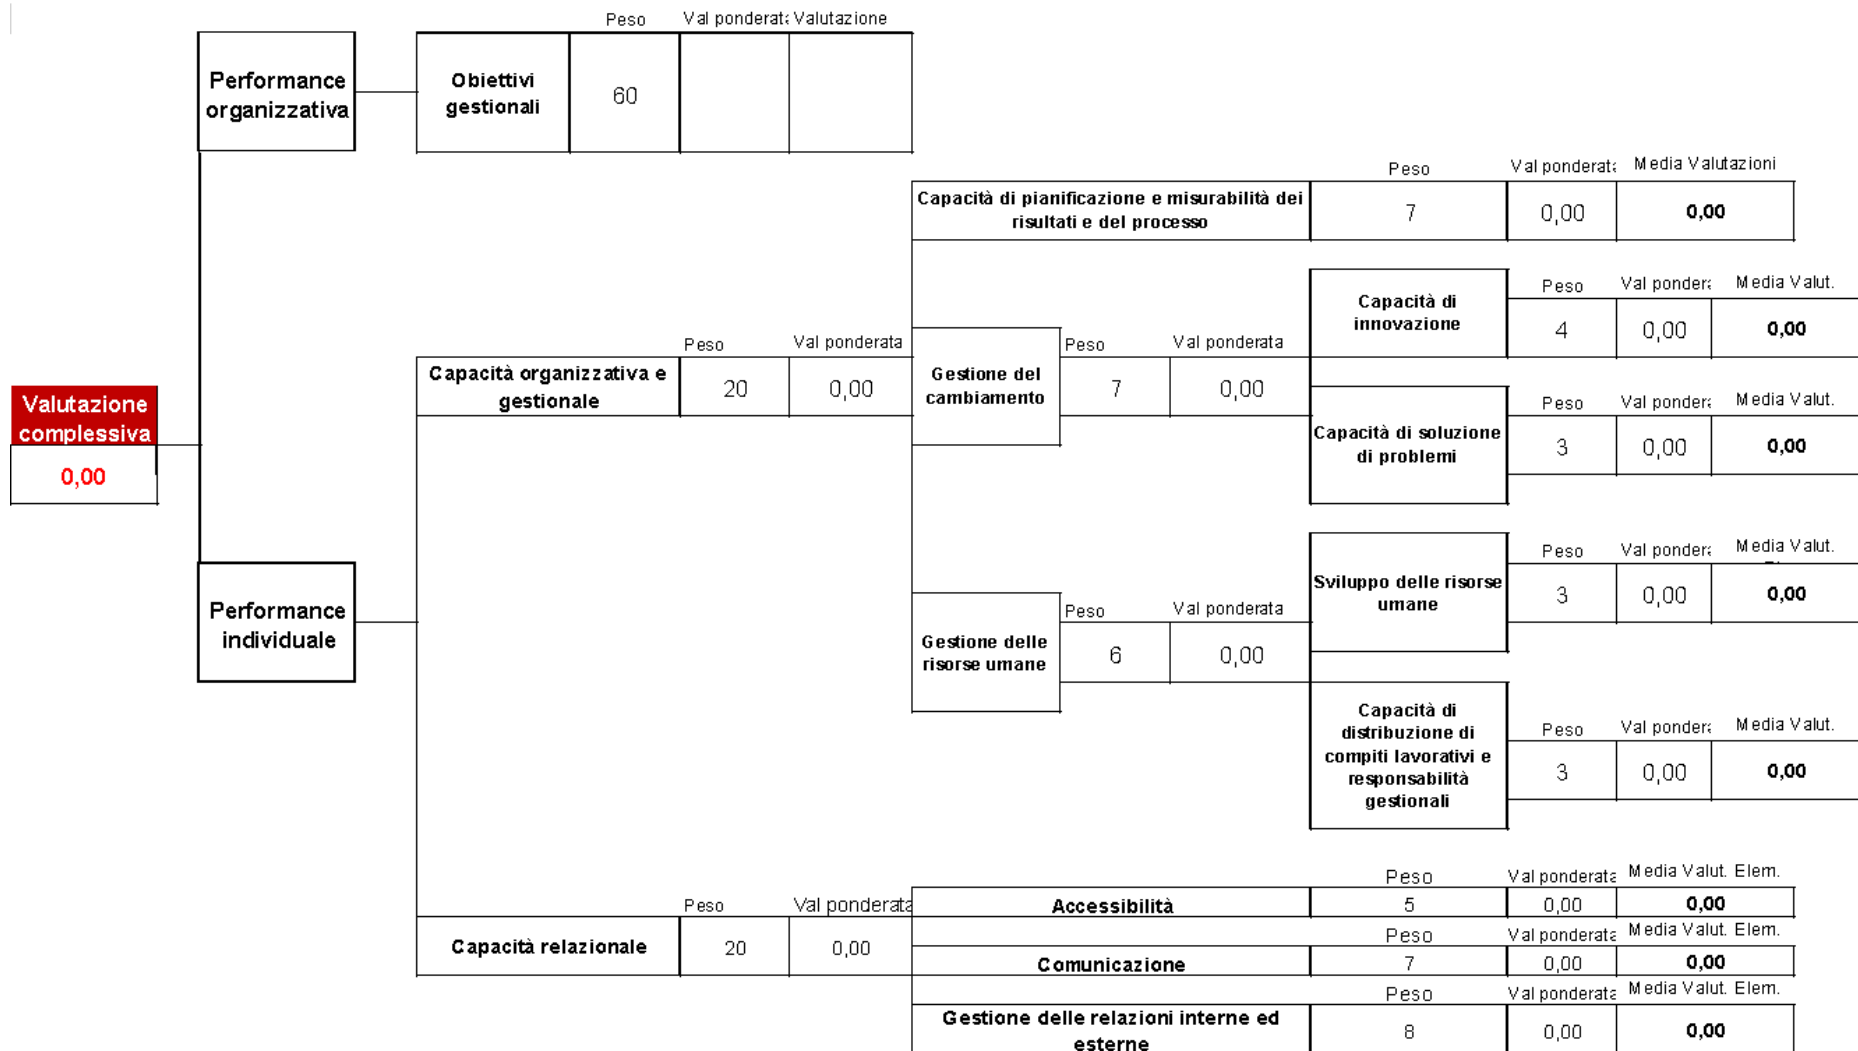 Peso Val ponderata Valutazione
Performance organizzativa
Obiettivi gestionali
60
Peso Val ponderata Media Valutazioni
Capacità di pianificazione e misurabilità dei risultati e del processo
7 0,00 0,00
Capacità di innovazione
Peso Val ponder Media Valut.
4 0,00 0,00
Peso Val ponderata
Capacità organizzativa e gestionale
20 0,00
Gestione del cambiamento
Peso Val ponderata
7 0,00
Valutazione complessiva
0,00
Capacità di soluzione di problemi
Peso Val ponder Media Valut.
3 0,00 0,00
Performance individuale
Gestione delle risorse umane
Peso Val ponderata
6 0,00
Sviluppo delle risorse umane
Peso Val ponder Media Valut.
3 0,00 0,00
Capacità di distribuzione di compiti lavorativi e responsabilità gestionali
Peso Val ponder Media Valut.
3 0,00 0,00
Peso Val ponderata
Capacità relazionale
20 0,00
Peso Val ponderata Media Valut. Elem.
Accessibilità 5 0,00 0,00
Peso Val ponderata Media Valut. Elem.
Comunicazione 7 0,00 0,00
Peso Val ponderata Media Valut. Elem.
Gestione delle relazioni interne ed esterne
8 0,00 0,00